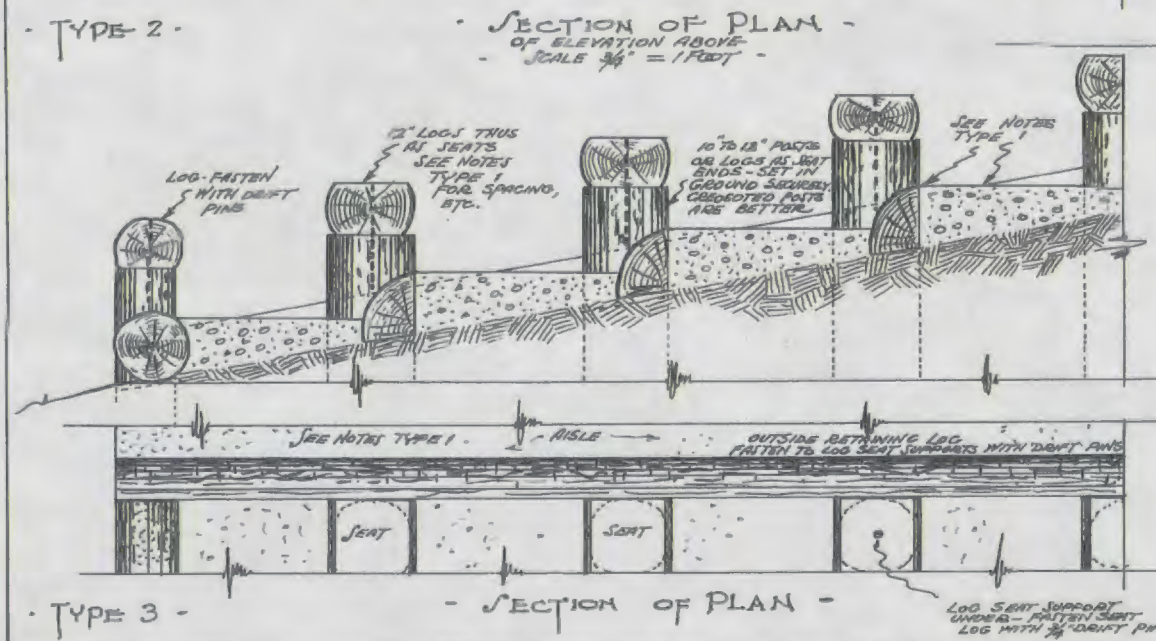 - TYPE 2 -
- SECTION OF PLAN -
OF ELEVATION ABOVE
- SCALE 3/4" = 1 FOOT -
LOG-FASTEN
WITH DRIFT
PINS
12" LOGS THUS
AS SEATS
SEE NOTES
TYPE 1
FOR SPACING,
ETC.
10" TO 12" POSTS
OR LOGS AS SEAT
ENDS - SET IN
GROUND SECURELY.
CREOSOTED POSTS
ARE BETTER
SEE NOTES
TYPE 1
SEE NOTES TYPE 1.
← AISLE →
OUTSIDE RETAINING LOG
FASTEN TO LOG SEAT SUPPORTS WITH DRIFT PINS
SEAT
SEAT
LOG SEAT SUPPORT
UNDER - FASTEN SEAT
LOG WITH 3/4" DRIFT PIN
- TYPE 3 -
- SECTION OF PLAN -